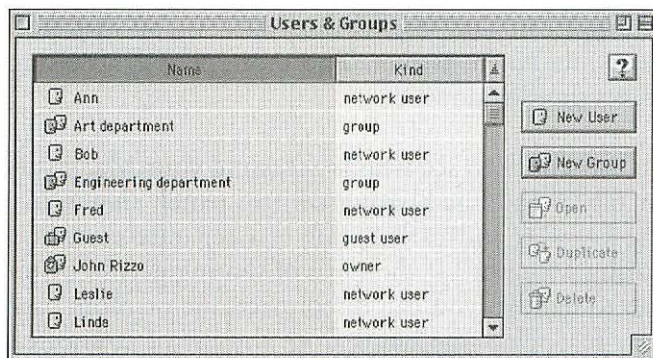 Users & Groups
Name Kind
?
Ann network user
Art department group
Bob network user
Engineering department group
Fred network user
Guest guest user
John Rizzo owner
Leslie network user
Linda network user
New User
New Group
Open
Duplicate
Delete